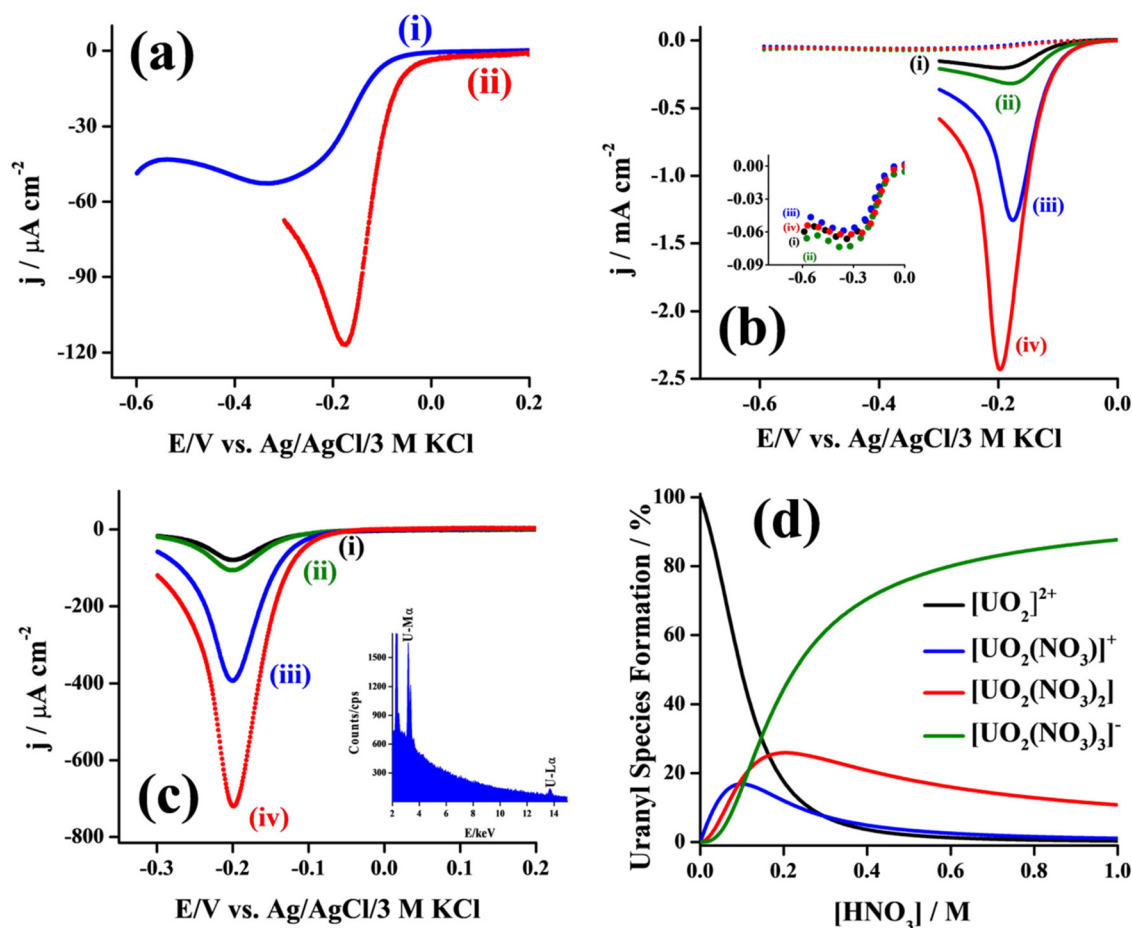 (a)
(i)
(ii)
0
-30
-60
-90
-120
j / μA cm⁻²
-0.6 -0.4 -0.2 0.0 0.2
E/V vs. Ag/AgCl/3 M KCl
(b)
0.0
-0.5
-1.0
-1.5
-2.0
-2.5
j / mA cm⁻²
(i)
(ii)
(iii)
(iv)
0.00
-0.03
-0.06
-0.09
(iii)
(iv)
(i)
(ii)
-0.6 -0.3 0.0
-0.6 -0.4 -0.2 0.0
E/V vs. Ag/AgCl/3 M KCl
(c)
0
-200
-400
-600
-800
j / μA cm⁻²
(i)
(ii)
(iii)
(iv)
U-Mα
U-Lα
1500
1200
900
600
300
Counts/cps
2 4 6 8 10 12 14
E/keV
-0.3 -0.2 -0.1 0.0 0.1 0.2
E/V vs. Ag/AgCl/3 M KCl
(d)
100
80
60
40
20
0
Uranyl Species Formation / %
[UO₂]²⁺
[UO₂(NO₃)]⁺
[UO₂(NO₃)₂]
[UO₂(NO₃)₃]⁻
0.0 0.2 0.4 0.6 0.8 1.0
[HNO₃] / M